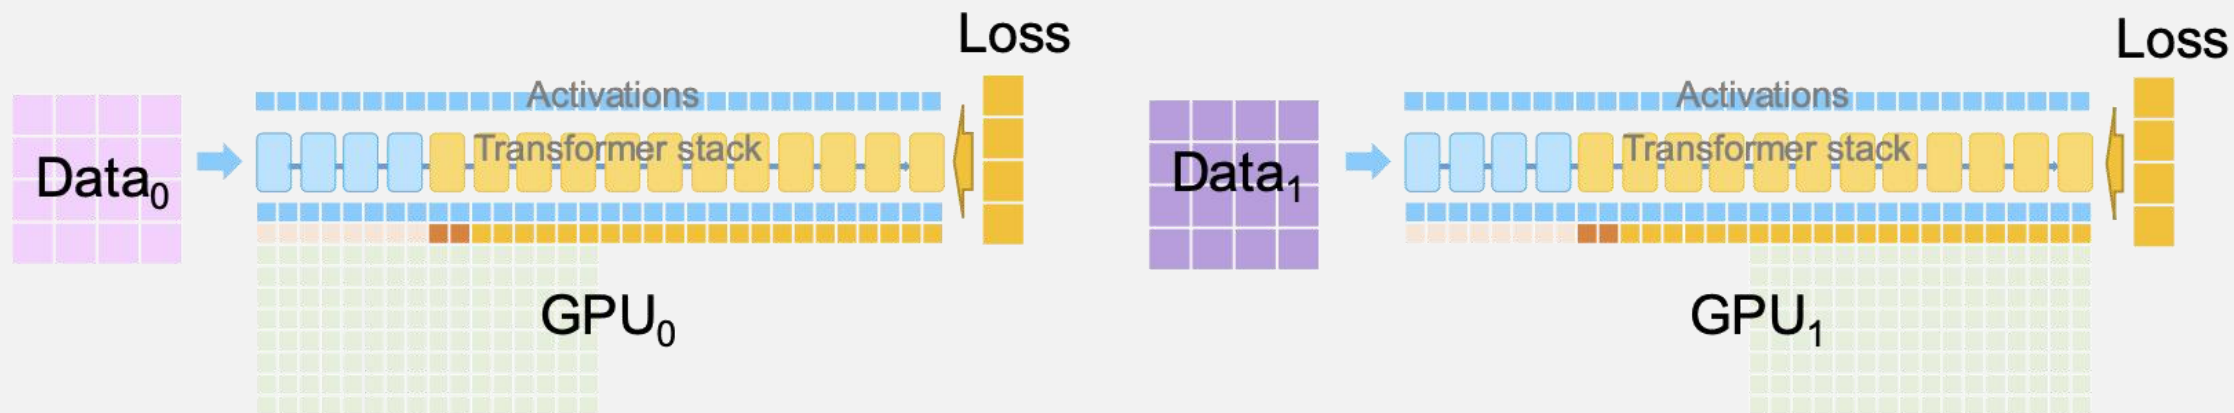 Loss
Activations
Data₀
Transformer stack
GPU₀
Loss
Activations
Data₁
Transformer stack
GPU₁